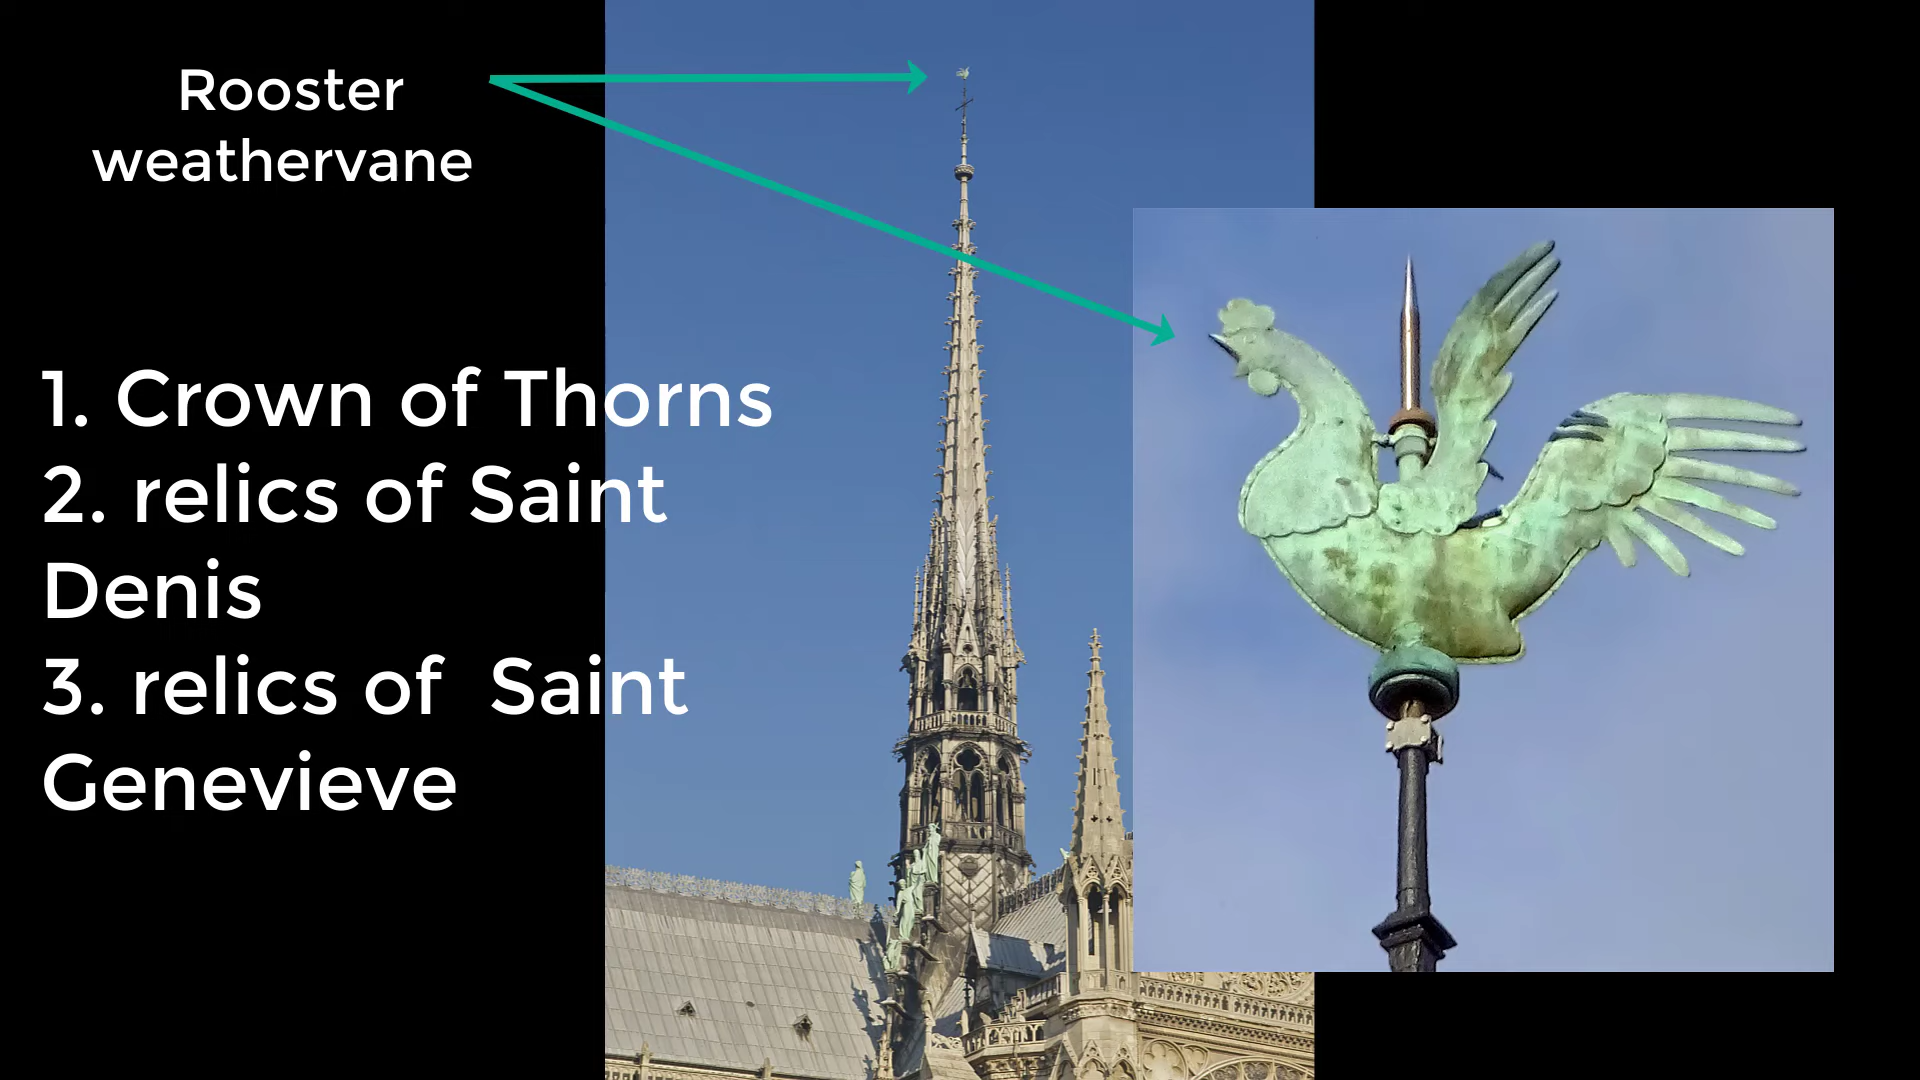 Rooster
weathervane
1. Crown of Thorns
2. relics of Saint
Denis
3. relics of  Saint
Genevieve